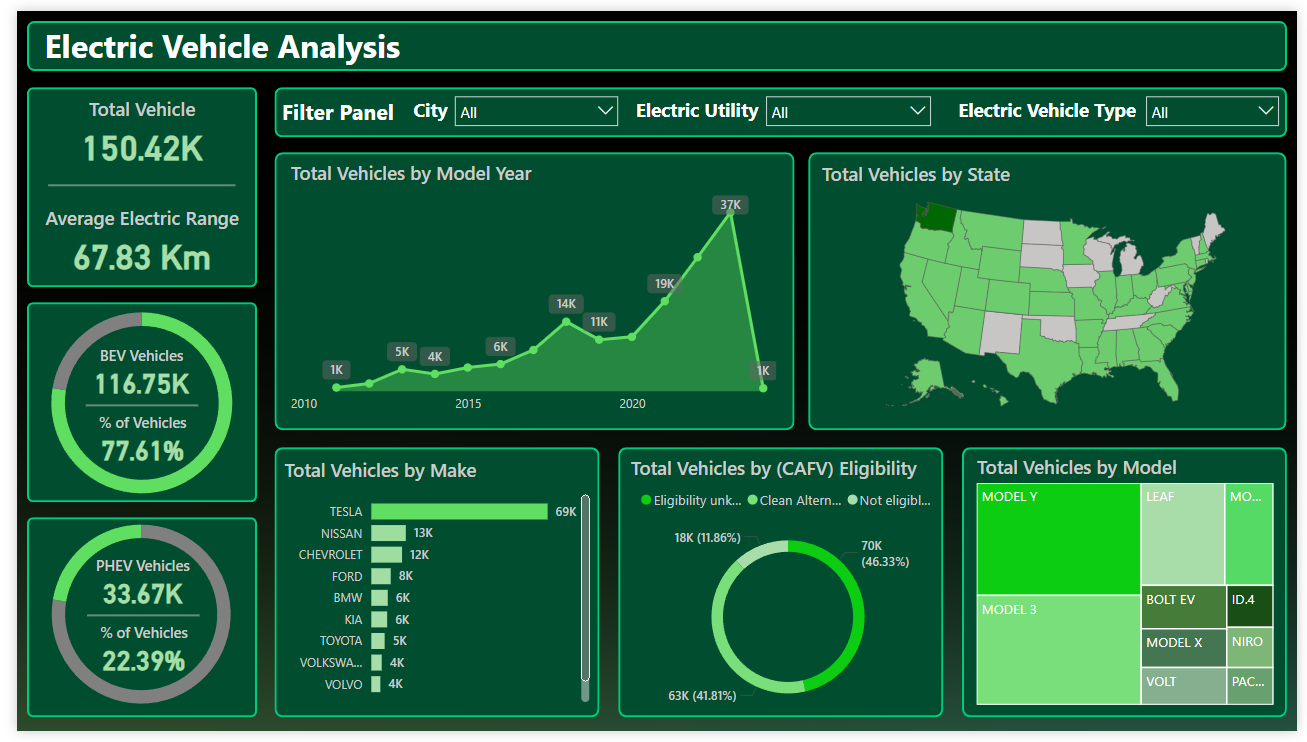 Electric Vehicle Analysis
Total Vehicle
150.42K
Average Electric Range
67.83 Km
Filter Panel
City
All
Electric Utility
All
Electric Vehicle Type
All
BEV Vehicles
116.75K
% of Vehicles
77.61%
PHEV Vehicles
33.67K
% of Vehicles
22.39%
Total Vehicles by Model Year
1K
5K
4K
6K
14K
11K
19K
37K
1K
2010
2015
2020
Total Vehicles by State
Total Vehicles by Make
TESLA
69K
NISSAN
13K
CHEVROLET
12K
FORD
8K
BMW
6K
KIA
6K
TOYOTA
5K
VOLKSWA...
4K
VOLVO
4K
Total Vehicles by (CAFV) Eligibility
Eligibility unk...
Clean Altern...
Not eligibl...
18K (11.86%)
70K
(46.33%)
63K (41.81%)
Total Vehicles by Model
MODEL Y
LEAF
MO...
MODEL 3
BOLT EV
ID.4
MODEL X
NIRO
VOLT
PAC...